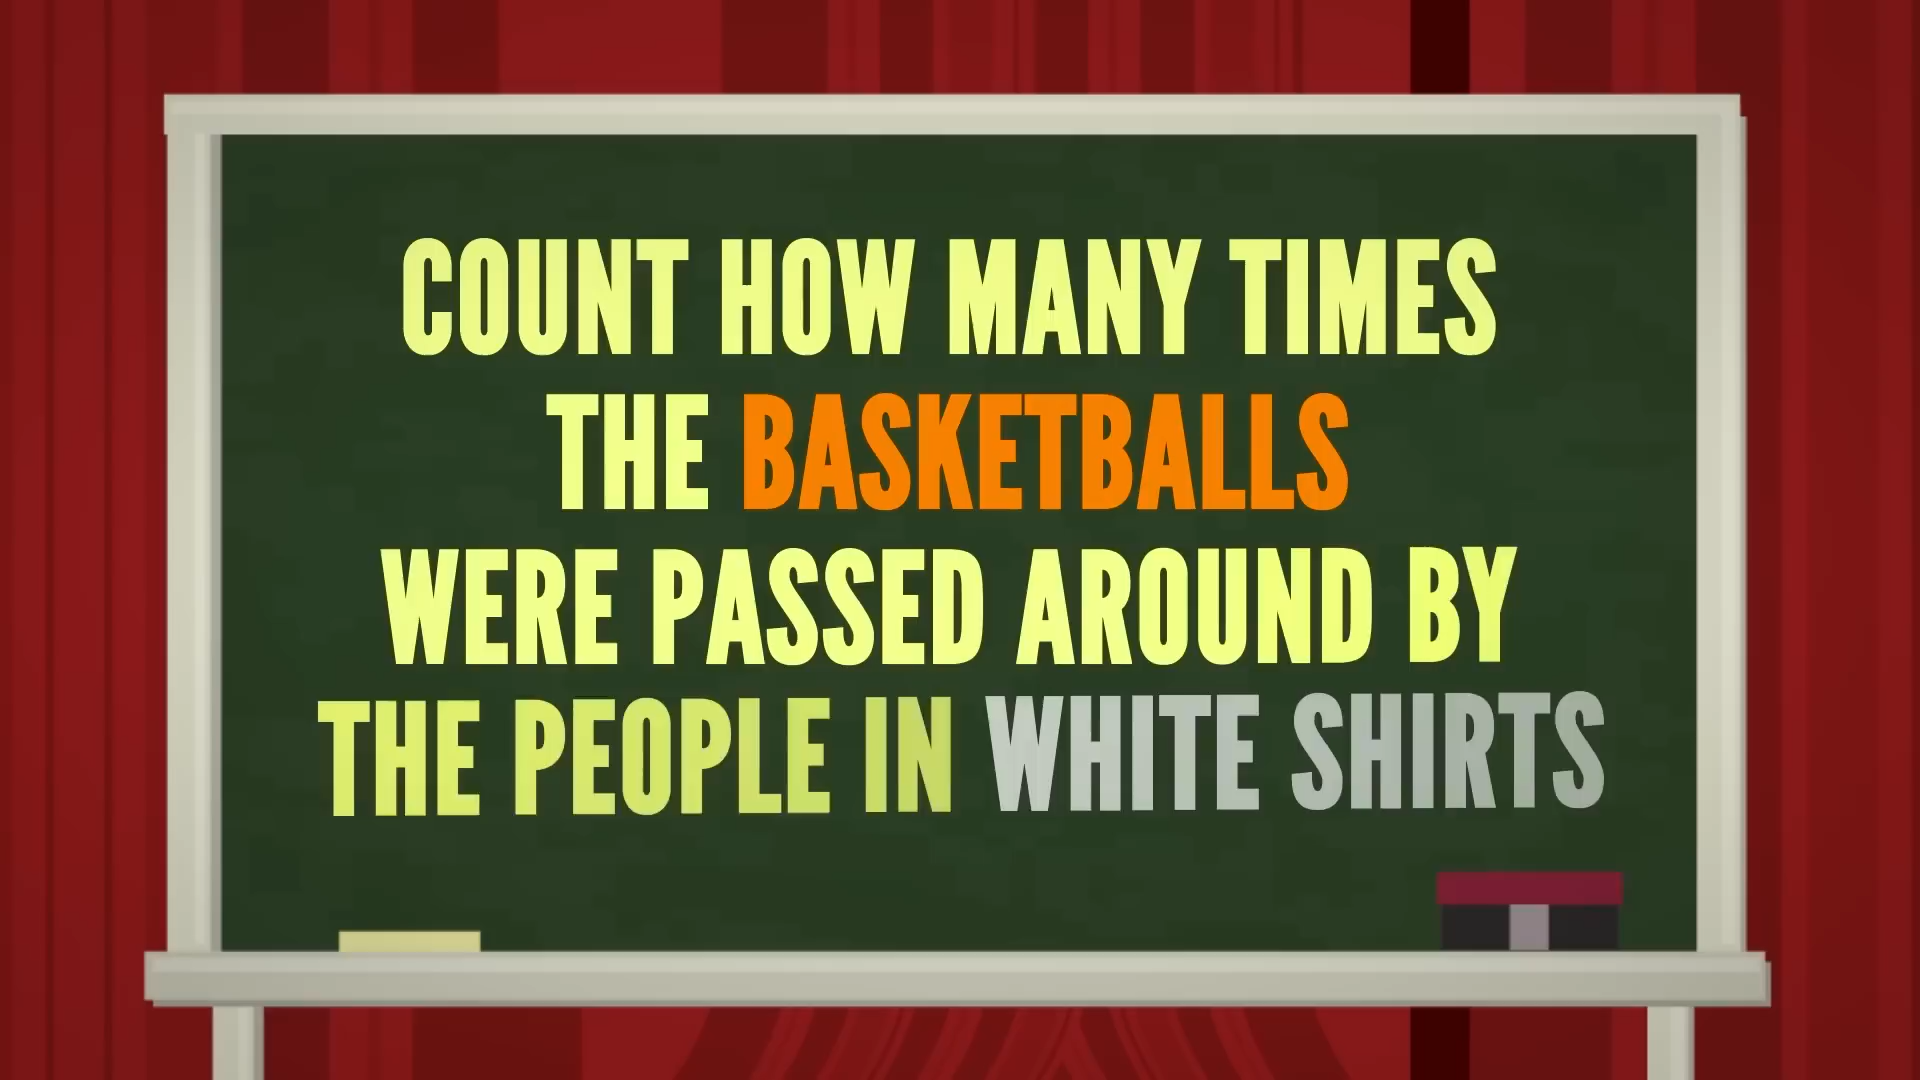 COUNT HOW MANY TIMES
THE BASKETBALLS
WERE PASSED AROUND BY
THE PEOPLE IN WHITE SHIRTS